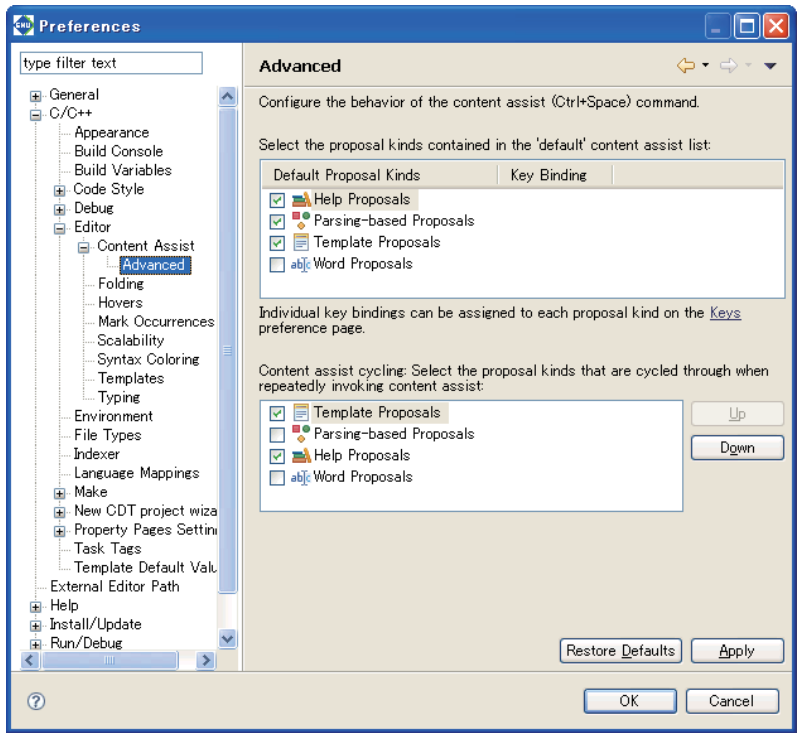 Preferences
type filter text
General
C/C++
Appearance
Build Console
Build Variables
Code Style
Debug
Editor
Content Assist
Advanced
Folding
Hovers
Mark Occurrences
Scalability
Syntax Coloring
Templates
Typing
Environment
File Types
Indexer
Language Mappings
Make
New CDT project wiza
Property Pages Settin
Task Tags
Template Default Valu
External Editor Path
Help
Install/Update
Run/Debug
Advanced
Configure the behavior of the content assist (Ctrl+Space) command.
Select the proposal kinds contained in the 'default' content assist list:
Default Proposal Kinds Key Binding
Help Proposals
Parsing-based Proposals
Template Proposals
Word Proposals
Individual key bindings can be assigned to each proposal kind on the Keys
preference page.
Content assist cycling: Select the proposal kinds that are cycled through when
repeatedly invoking content assist:
Template Proposals
Parsing-based Proposals
Help Proposals
Word Proposals
Up
Down
Restore Defaults Apply
OK Cancel